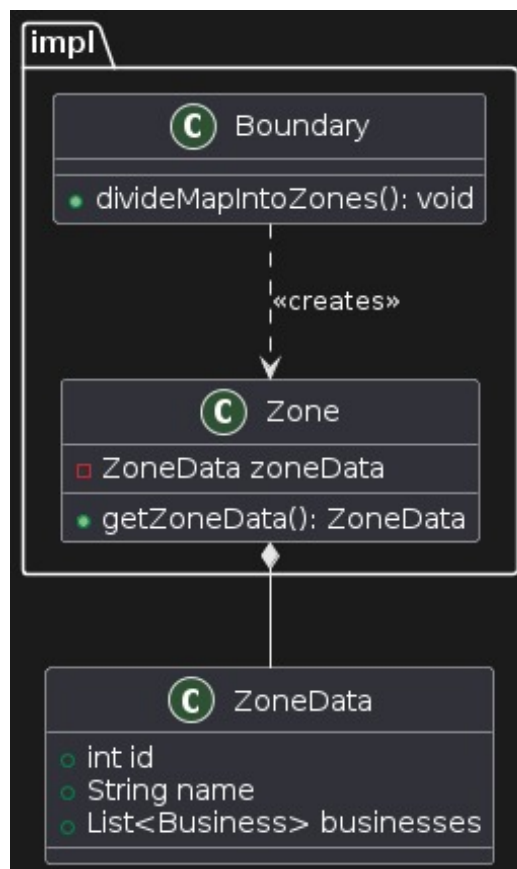 impl
C Boundary
divideMapIntoZones(): void
«creates»
C Zone
ZoneData zoneData
getZoneData(): ZoneData
C ZoneData
int id
String name
List<Business> businesses